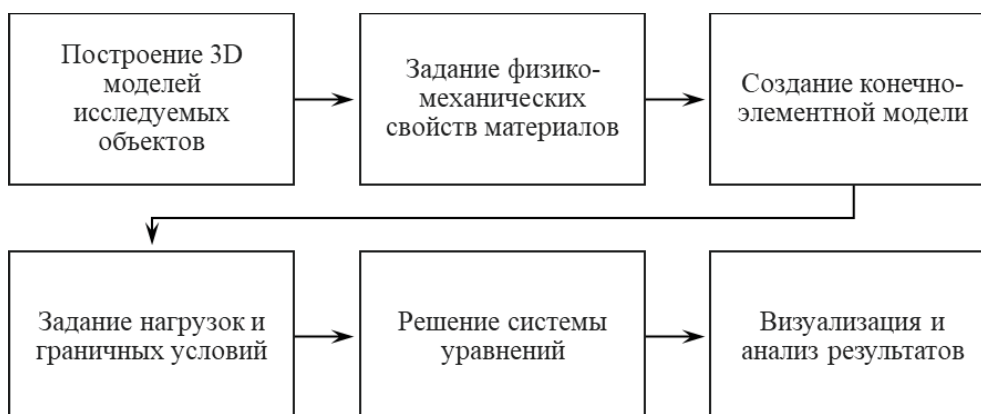 Построение 3D
моделей
исследуемых
объектов
Задание физико-
механических
свойств материалов
Создание конечно-
элементной модели
Задание нагрузок и
граничных условий
Решение системы
уравнений
Визуализация и
анализ результатов